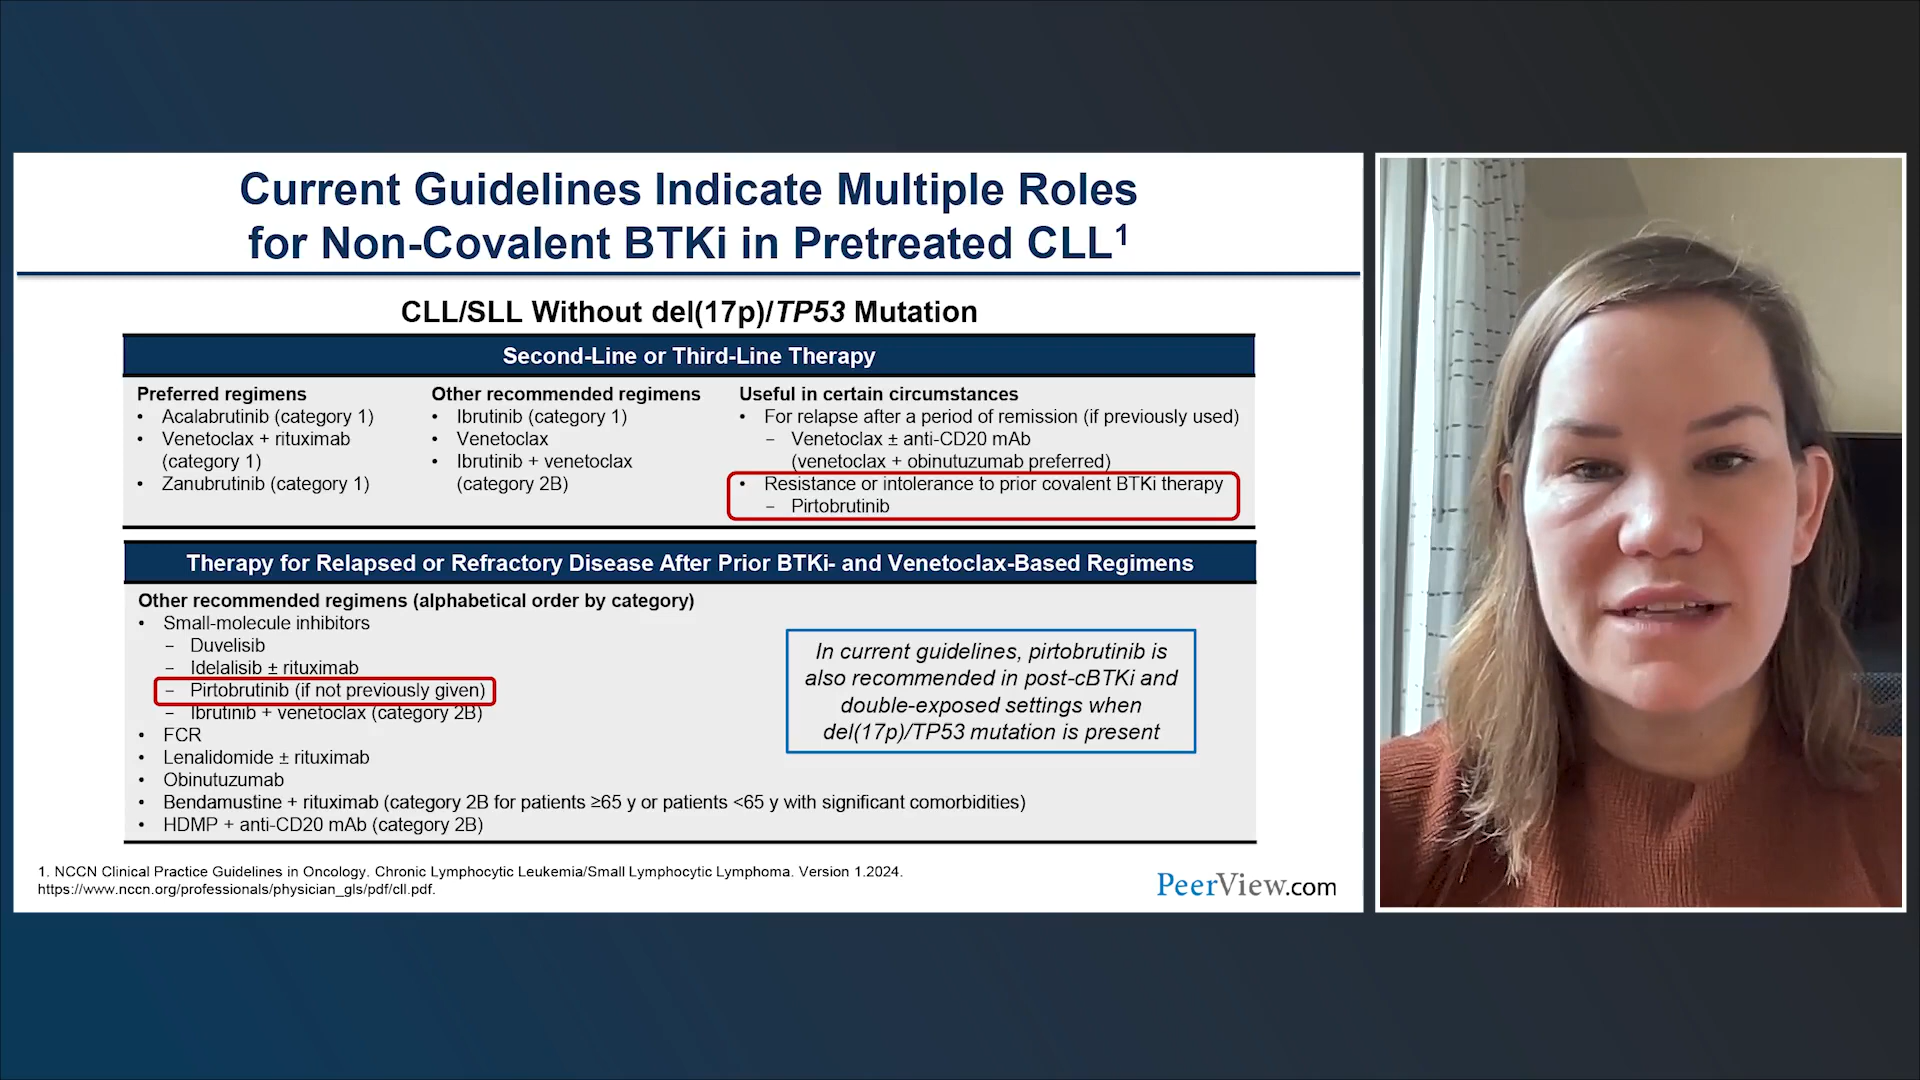 Current Guidelines Indicate Multiple Roles
for Non-Covalent BTKi in Pretreated CLL¹
CLL/SLL Without del(17p)/TP53 Mutation
Second-Line or Third-Line Therapy
Preferred regimens
• Acalabrutinib (category 1)
• Venetoclax + rituximab
(category 1)
• Zanubrutinib (category 1)
Other recommended regimens
• Ibrutinib (category 1)
• Venetoclax
• Ibrutinib + venetoclax
(category 2B)
Useful in certain circumstances
• For relapse after a period of remission (if previously used)
– Venetoclax ± anti-CD20 mAb
(venetoclax + obinutuzumab preferred)
• Resistance or intolerance to prior covalent BTKi therapy
– Pirtobrutinib
Therapy for Relapsed or Refractory Disease After Prior BTKi- and Venetoclax-Based Regimens
Other recommended regimens (alphabetical order by category)
• Small-molecule inhibitors
– Duvelisib
– Idelalisib ± rituximab
– Pirtobrutinib (if not previously given)
– Ibrutinib + venetoclax (category 2B)
• FCR
• Lenalidomide ± rituximab
• Obinutuzumab
• Bendamustine + rituximab (category 2B for patients ≥65 y or patients <65 y with significant comorbidities)
• HDMP + anti-CD20 mAb (category 2B)
In current guidelines, pirtobrutinib is
also recommended in post-cBTKi and
double-exposed settings when
del(17p)/TP53 mutation is present
1. NCCN Clinical Practice Guidelines in Oncology. Chronic Lymphocytic Leukemia/Small Lymphocytic Lymphoma. Version 1.2024.
https://www.nccn.org/professionals/physician_gls/pdf/cll.pdf.
PeerView.com